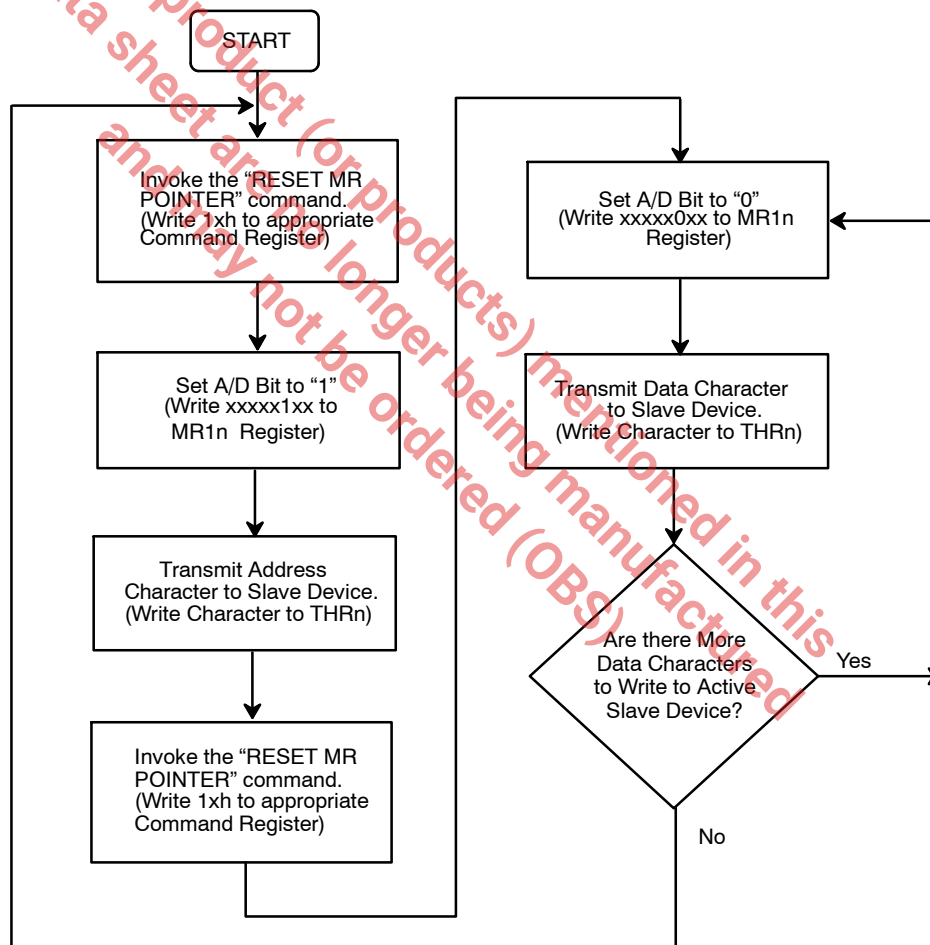 START
Invoke the “RESET MR
POINTER” command.
(Write 1xh to appropriate
Command Register)
Set A/D Bit to “1”
(Write xxxxx1xx to
MR1n Register)
Transmit Address
Character to Slave Device.
(Write Character to THRn)
Invoke the “RESET MR
POINTER” command.
(Write 1xh to appropriate
Command Register)
Set A/D Bit to “0”
(Write xxxxx0xx to MR1n
Register)
Transmit Data Character
to Slave Device.
(Write Character to THRn)
Are there More
Data Characters
to Write to Active
Slave Device?
Yes
No
product (or products) mentioned in this
sheet are no longer being manufactured
and may not be ordered (OBS)